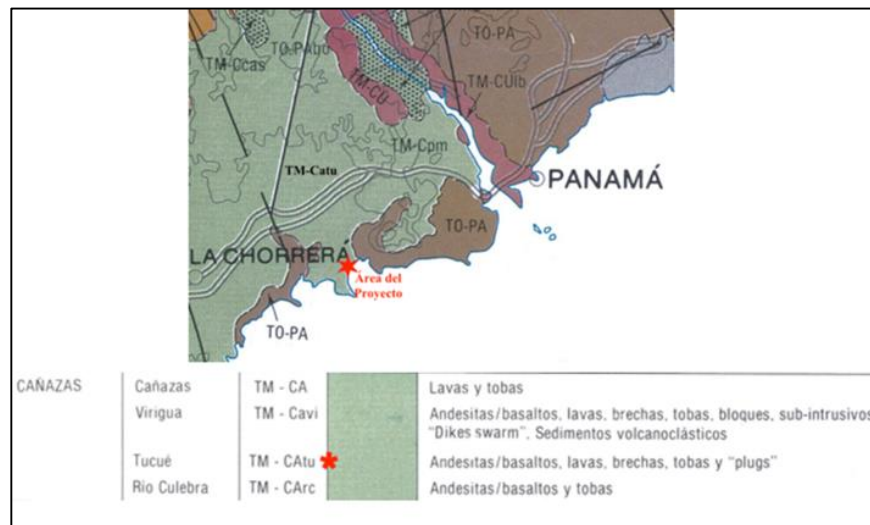 TM-Ccas
TO-PAbu
TO-PA
TM-CU
TM-CUlb
TM-Cpm
TM-Catu
PANAMÁ
TO-PA
LA CHORRERÁ
Área del
Proyecto
TO-PA
CAÑAZAS Cañazas TM - CA Lavas y tobas
Virigua TM - Cavi Andesitas/basaltos, lavas, brechas, tobas, bloques, sub-intrusivos
"Dikes swarm", Sedimentos volcanoclásticos
Tucué TM - CAtu Andesitas/basaltos, lavas, brechas, tobas y "plugs"
Río Culebra TM - CArc Andesitas/basaltos y tobas